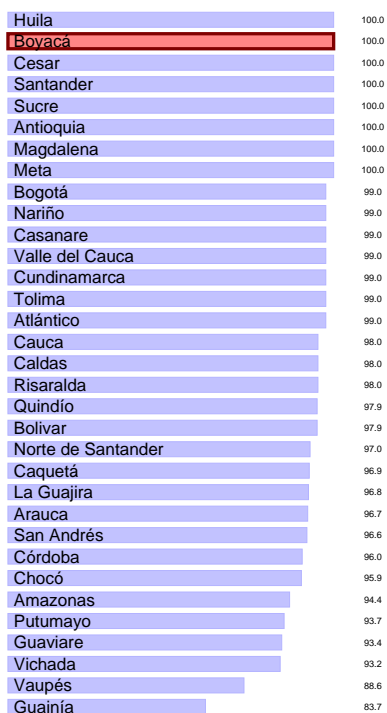 Huila 100.0
Boyacá 100.0
Cesar 100.0
Santander 100.0
Sucre 100.0
Antioquia 100.0
Magdalena 100.0
Meta 100.0
Bogotá 99.0
Nariño 99.0
Casanare 99.0
Valle del Cauca 99.0
Cundinamarca 99.0
Tolima 99.0
Atlántico 99.0
Cauca 98.0
Caldas 98.0
Risaralda 98.0
Quindío 97.9
Bolivar 97.9
Norte de Santander 97.0
Caquetá 96.9
La Guajira 96.8
Arauca 96.7
San Andrés 96.6
Córdoba 96.0
Chocó 95.9
Amazonas 94.4
Putumayo 93.7
Guaviare 93.4
Vichada 93.2
Vaupés 88.6
Guainía 83.7